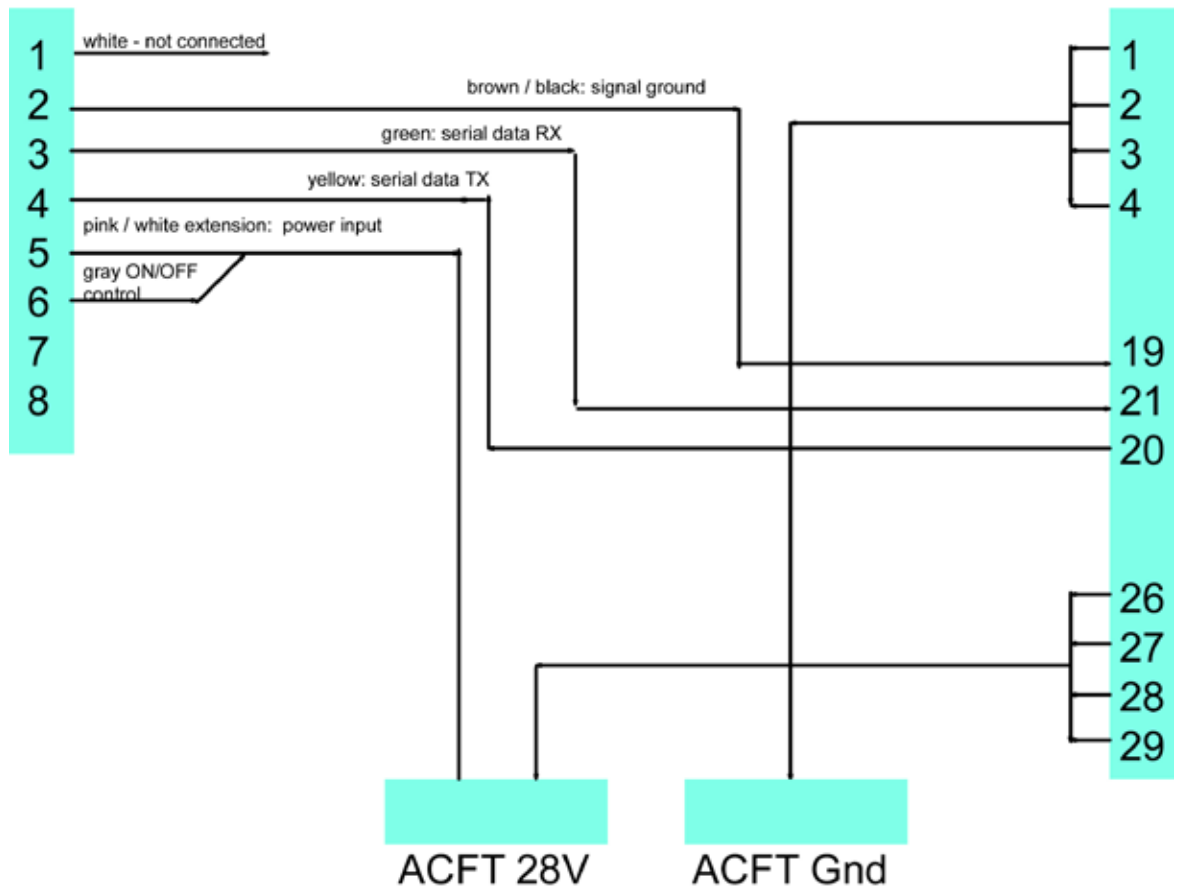 1
white - not connected
2
brown / black: signal ground
3
green: serial data RX
4
yellow: serial data TX
pink / white extension: power input
5
gray ON/OFF
control
6
7
8
1
2
3
4
19
21
20
26
27
28
29
ACFT 28V
ACFT Gnd